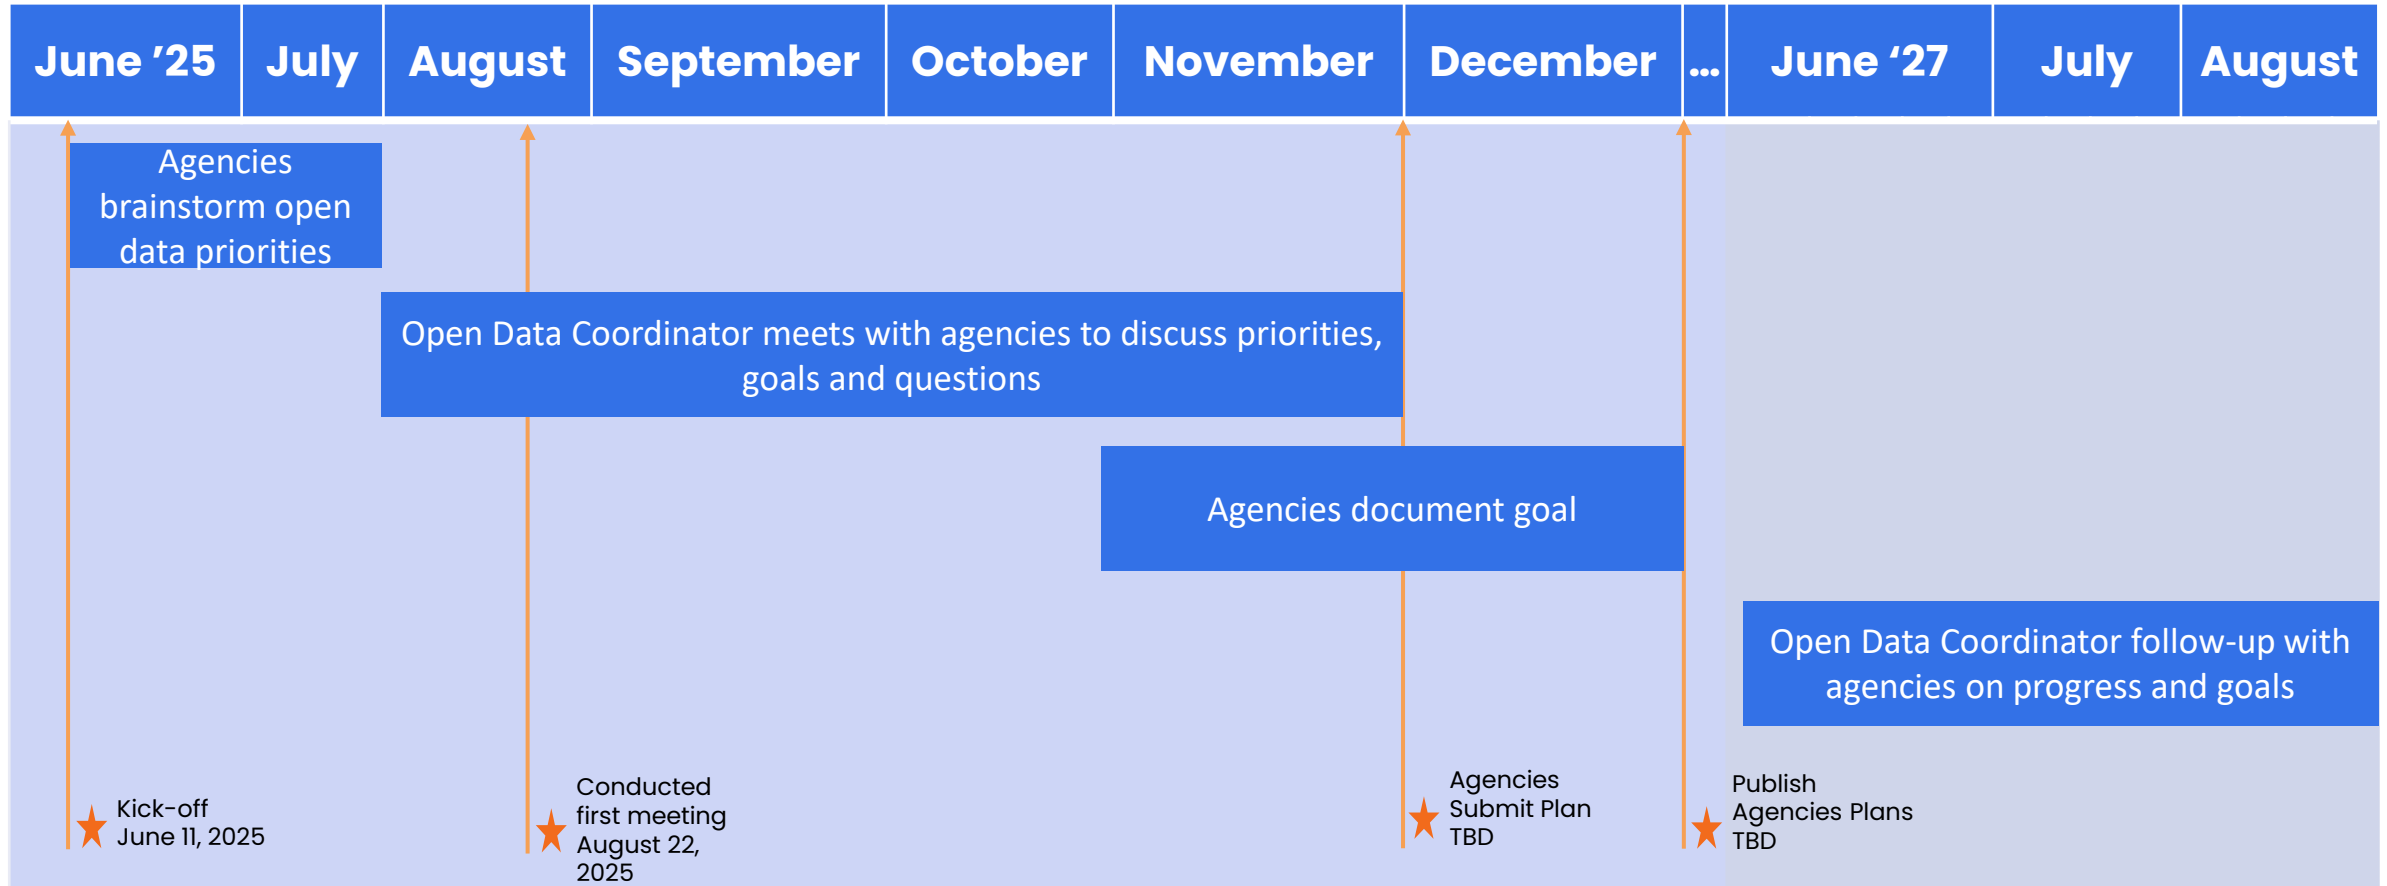 June ’25 July August September October November December ... June ‘27 July August
Agencies
brainstorm open
data priorities
Open Data Coordinator meets with agencies to discuss priorities,
goals and questions
Agencies document goal
Open Data Coordinator follow-up with
agencies on progress and goals
Kick-off
June 11, 2025
Conducted
first meeting
August 22,
2025
Agencies
Submit Plan
TBD
Publish
Agencies Plans
TBD